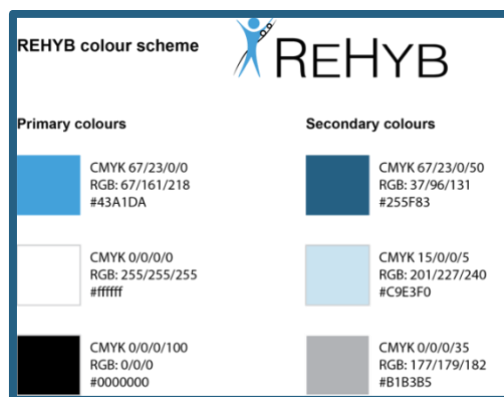 REHYB colour scheme
REHYB
Primary colours
CMYK 67/23/0/0
RGB: 67/161/218
#43A1DA
CMYK 0/0/0/0
RGB: 255/255/255
#ffffff
CMYK 0/0/0/100
RGB: 0/0/0
#0000000
Secondary colours
CMYK 67/23/0/50
RGB: 37/96/131
#255F83
CMYK 15/0/0/5
RGB: 201/227/240
#C9E3F0
CMYK 0/0/0/35
RGB: 177/179/182
#B1B3B5